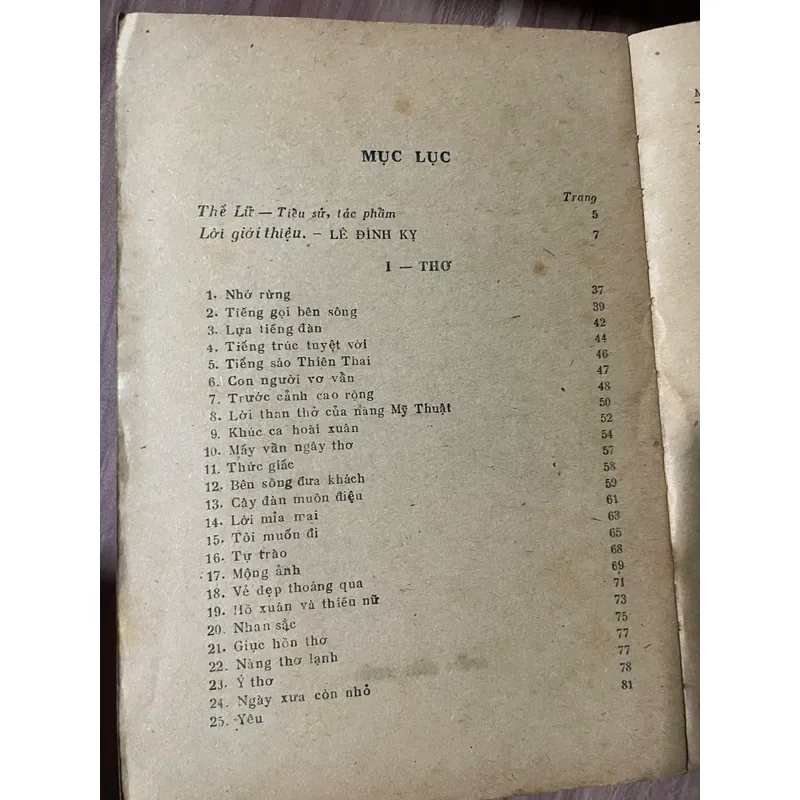 MỤC LỤC
Trang
Thế Lữ — Tiểu sử, tác phẩm 5
Lời giới thiệu. — LÊ ĐÌNH KỴ 7
I — THƠ
1. Nhớ rừng 37
2. Tiếng gọi bên sông 39
3. Lựa tiếng đàn 42
4. Tiếng trúc tuyệt vời 44
5. Tiếng sáo Thiên Thai 46
6. Con người vơ vẩn 47
7. Trước cảnh cao rộng 48
8. Lời than thở của nàng Mỹ Thuật 50
9. Khúc ca hoài xuân 52
10. Mấy vần ngây thơ 54
11. Thức giấc 57
12. Bên sông đưa khách 58
13. Cây đàn muôn điệu 59
14. Lời mỉa mai 61
15. Tôi muốn đi 63
16. Tự trào 65
17. Mộng ảnh 68
18. Vẻ đẹp thoáng qua 69
19. Hồ xuân và thiếu nữ 71
20. Nhan sắc 73
21. Giục hồn thơ 75
22. Nàng thơ lạnh 77
23. Ý thơ 77
24. Ngày xưa còn nhỏ 78
25. Yêu 81